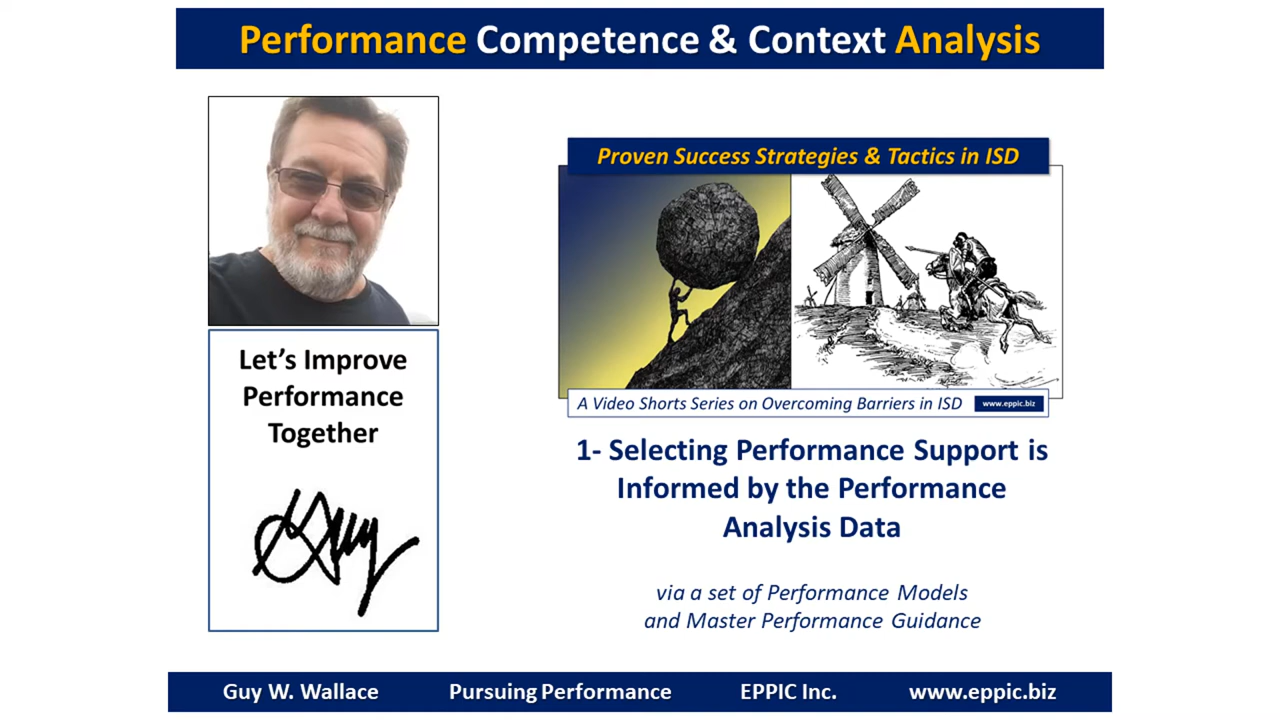 Performance Competence & Context Analysis
Proven Success Strategies & Tactics in ISD
A Video Shorts Series on Overcoming Barriers in ISD www.eppic.biz
Let's Improve
Performance
Together
Guy
1- Selecting Performance Support is
Informed by the Performance
Analysis Data
via a set of Performance Models
and Master Performance Guidance
Guy W. Wallace Pursuing Performance EPPIC Inc. www.eppic.biz